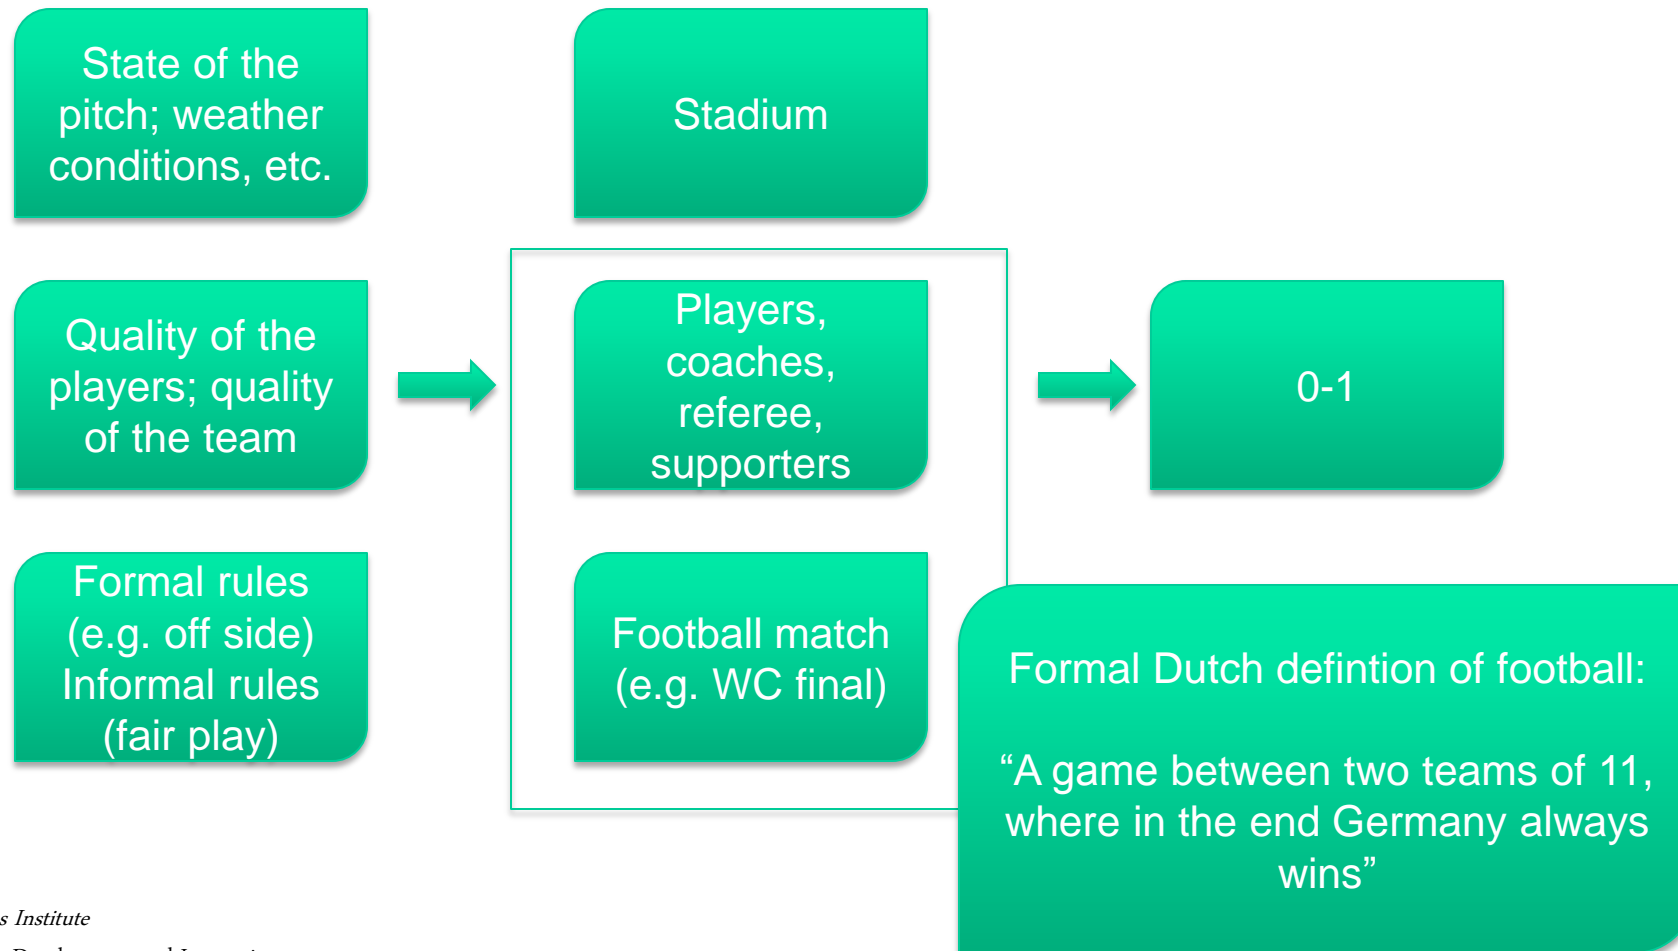 State of the
pitch; weather
conditions, etc.
Stadium
Quality of the
players; quality
of the team
Players,
coaches,
referee,
supporters
0-1
Formal rules
(e.g. off side)
Informal rules
(fair play)
Football match
(e.g. WC final)
Formal Dutch defintion of football:
“A game between two teams of 11,
where in the end Germany always
wins”
s Institute